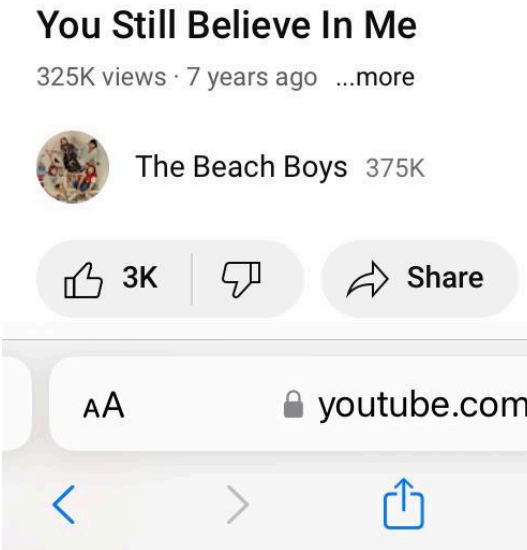 You Still Believe In Me
325K views · 7 years ago ...more
The Beach Boys 375K
3K Share
AA youtube.com